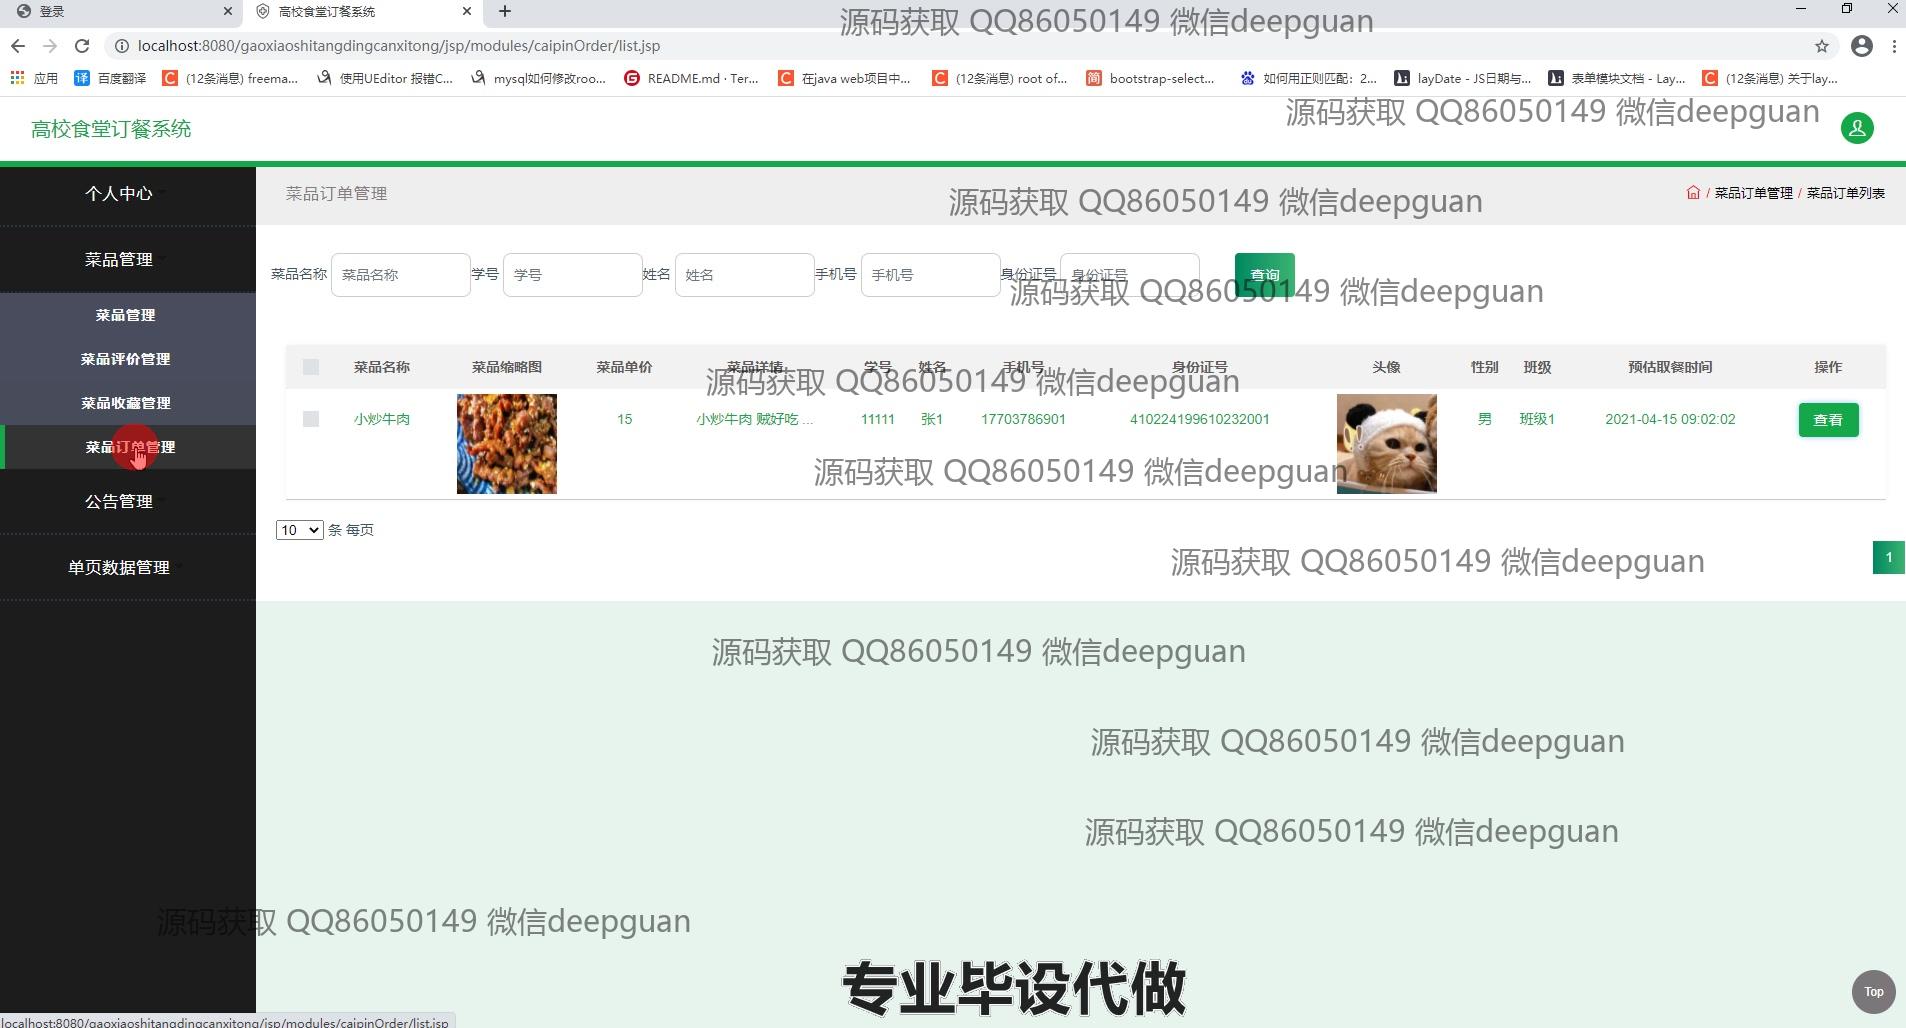 登录
高校食堂订餐系统
源码获取 QQ86050149 微信deepguan
localhost:8080/gaoxiaoshitangdingcanxitong/jsp/modules/caipinOrder/list.jsp
应用 百度翻译 (12条消息) freema... 使用UEditor 报错C... mysql如何修改roo... README.md · Ter... 在java web项目中... (12条消息) root of... bootstrap-select... 如何用正则匹配：2... layDate - JS日期与... 表单模块文档 - Lay... (12条消息) 关于lay...
源码获取 QQ86050149 微信deepguan
高校食堂订餐系统
个人中心
菜品订单管理
源码获取 QQ86050149 微信deepguan
/ 菜品订单管理 / 菜品订单列表
菜品管理
菜品名称 菜品名称 学号 学号 姓名 姓名 手机号 手机号 身份证号 身份证号 查询
源码获取 QQ86050149 微信deepguan
菜品管理
菜品评价管理
菜品收藏管理
菜品订单管理
公告管理
单页数据管理
菜品名称 菜品缩略图 菜品单价 菜品详情 学号 姓名 手机号 身份证号 头像 性别 班级 预估取餐时间 操作
源码获取 QQ86050149 微信deepguan
小炒牛肉 15 小炒牛肉 贼好吃 ... 11111 张1 17703786901 410224199610232001 男 班级1 2021-04-15 09:02:02 查看
源码获取 QQ86050149 微信deepguan
10 条 每页
源码获取 QQ86050149 微信deepguan
1
源码获取 QQ86050149 微信deepguan
源码获取 QQ86050149 微信deepguan
源码获取 QQ86050149 微信deepguan
源码获取 QQ86050149 微信deepguan
专业毕设代做
Top
localhost:8080/gaoxiaoshitangdingcanxitong/jsp/modules/caipinOrder/list.jsp